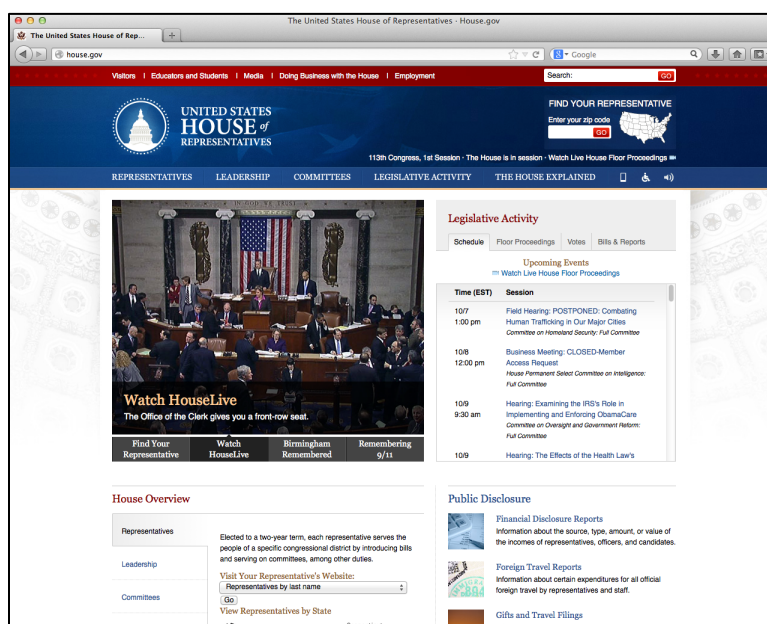 The United States House of Representatives - House.gov
The United States House of Rep...
house.gov
Google
Visitors | Educators and Students | Media | Doing Business with the House | Employment
Search:
GO
UNITED STATES
HOUSE of
REPRESENTATIVES
FIND YOUR REPRESENTATIVE
Enter your zip code
GO
113th Congress, 1st Session · The House is in session · Watch Live House Floor Proceedings
REPRESENTATIVES LEADERSHIP COMMITTEES LEGISLATIVE ACTIVITY THE HOUSE EXPLAINED
IN GOD WE TRUST
Watch HouseLive
The Office of the Clerk gives you a front-row seat.
Find Your
Representative
Watch
HouseLive
Birmingham
Remembered
Remembering
9/11
Legislative Activity
Schedule Floor Proceedings Votes Bills & Reports
Upcoming Events
Watch Live House Floor Proceedings
Time (EST) Session
10/7
1:00 pm
Field Hearing: POSTPONED: Combating
Human Trafficking in Our Major Cities
Committee on Homeland Security: Full Committee
10/8
12:00 pm
Business Meeting: CLOSED-Member
Access Request
House Permanent Select Committee on Intelligence:
Full Committee
10/9
9:30 am
Hearing: Examining the IRS's Role in
Implementing and Enforcing ObamaCare
Committee on Oversight and Government Reform:
Full Committee
10/9
Hearing: The Effects of the Health Law's
House Overview
Representatives
Leadership
Committees
Elected to a two-year term, each representative serves the
people of a specific congressional district by introducing bills
and serving on committees, among other duties.
Visit Your Representative's Website:
Representatives by last name
Go
View Representatives by State
Public Disclosure
Financial Disclosure Reports
Information about the source, type, amount, or value of
the incomes of representatives, officers, and candidates.
Foreign Travel Reports
Information about certain expenditures for all official
foreign travel by representatives and staff.
Gifts and Travel Filings